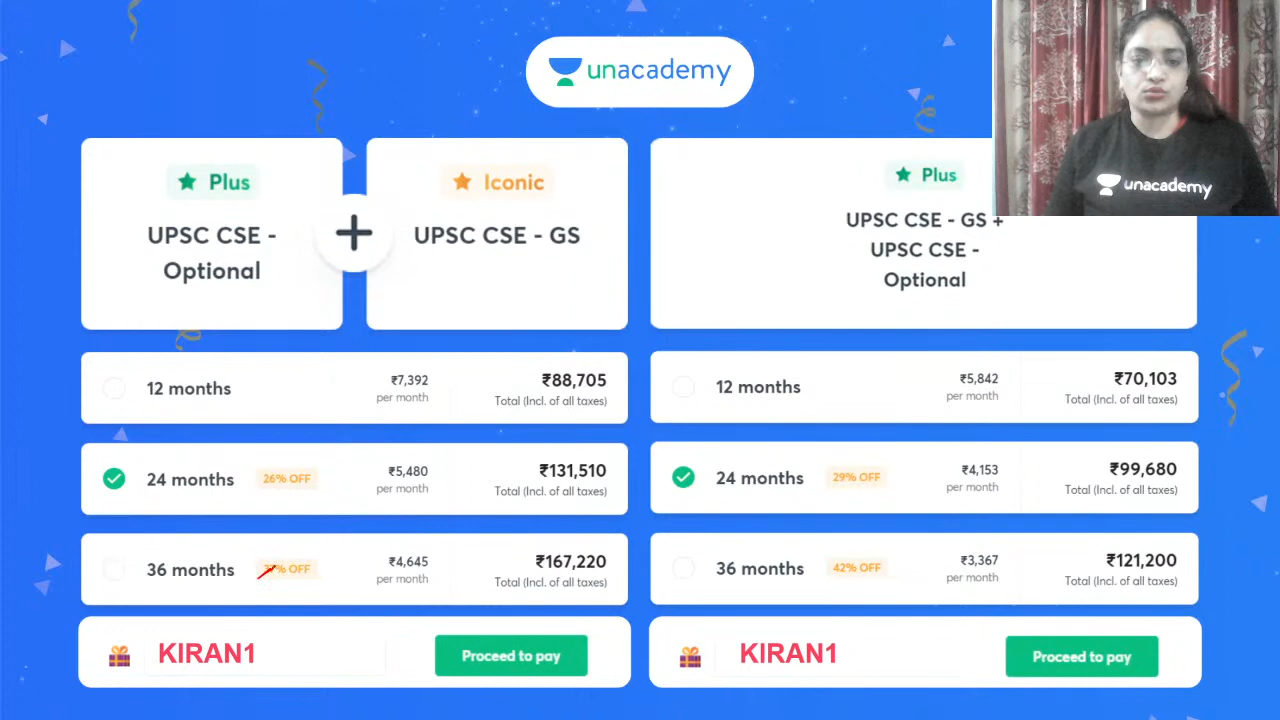 unacademy
Plus
UPSC CSE -
Optional
Iconic
UPSC CSE - GS
Plus
UPSC CSE - GS +
UPSC CSE -
Optional
unacademy
12 months
₹7,392
per month
₹88,705
Total (Incl. of all taxes)
24 months
26% OFF
₹5,480
per month
₹131,510
Total (Incl. of all taxes)
36 months
OFF
₹4,645
per month
₹167,220
Total (Incl. of all taxes)
KIRAN1
Proceed to pay
12 months
₹5,842
per month
₹70,103
Total (Incl. of all taxes)
24 months
29% OFF
₹4,153
per month
₹99,680
Total (Incl. of all taxes)
36 months
42% OFF
₹3,367
per month
₹121,200
Total (Incl. of all taxes)
KIRAN1
Proceed to pay